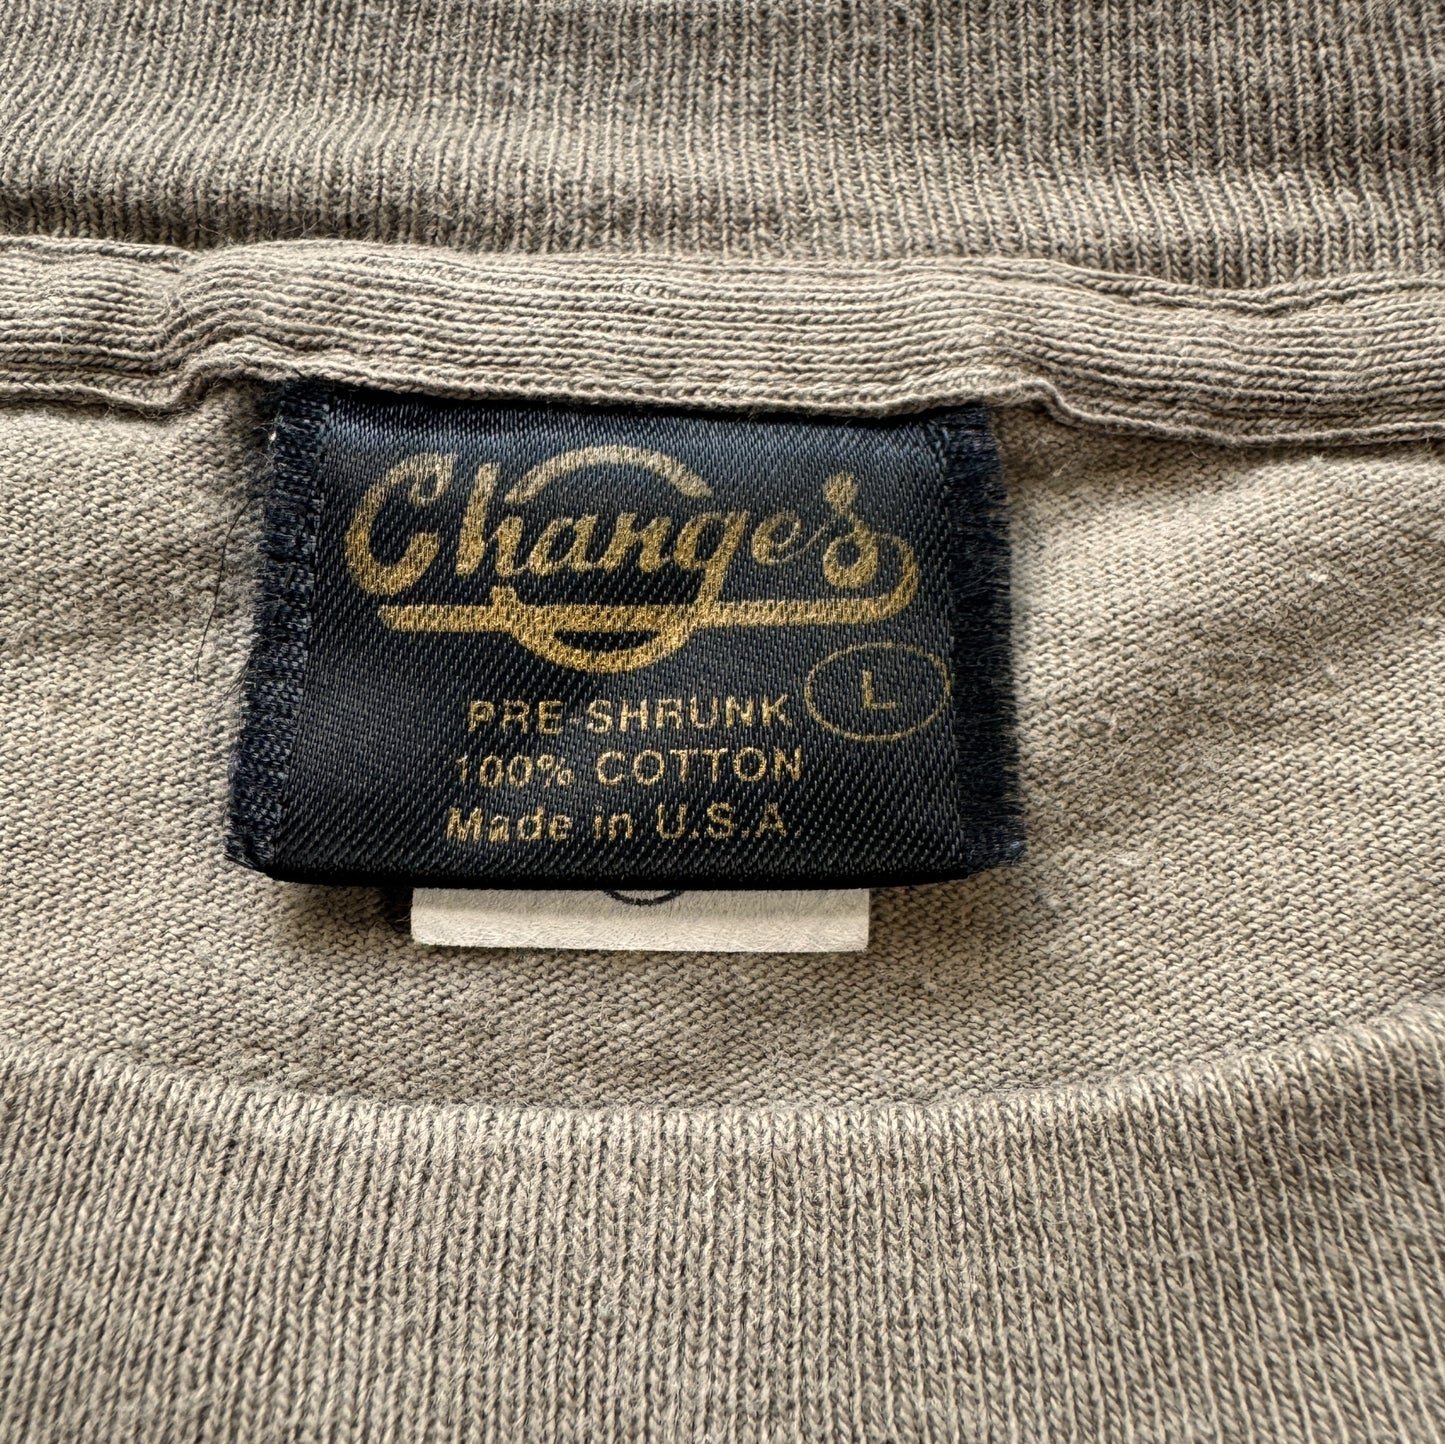 Changes
L
PRE-SHRUNK
100% COTTON
Made in U.S.A.